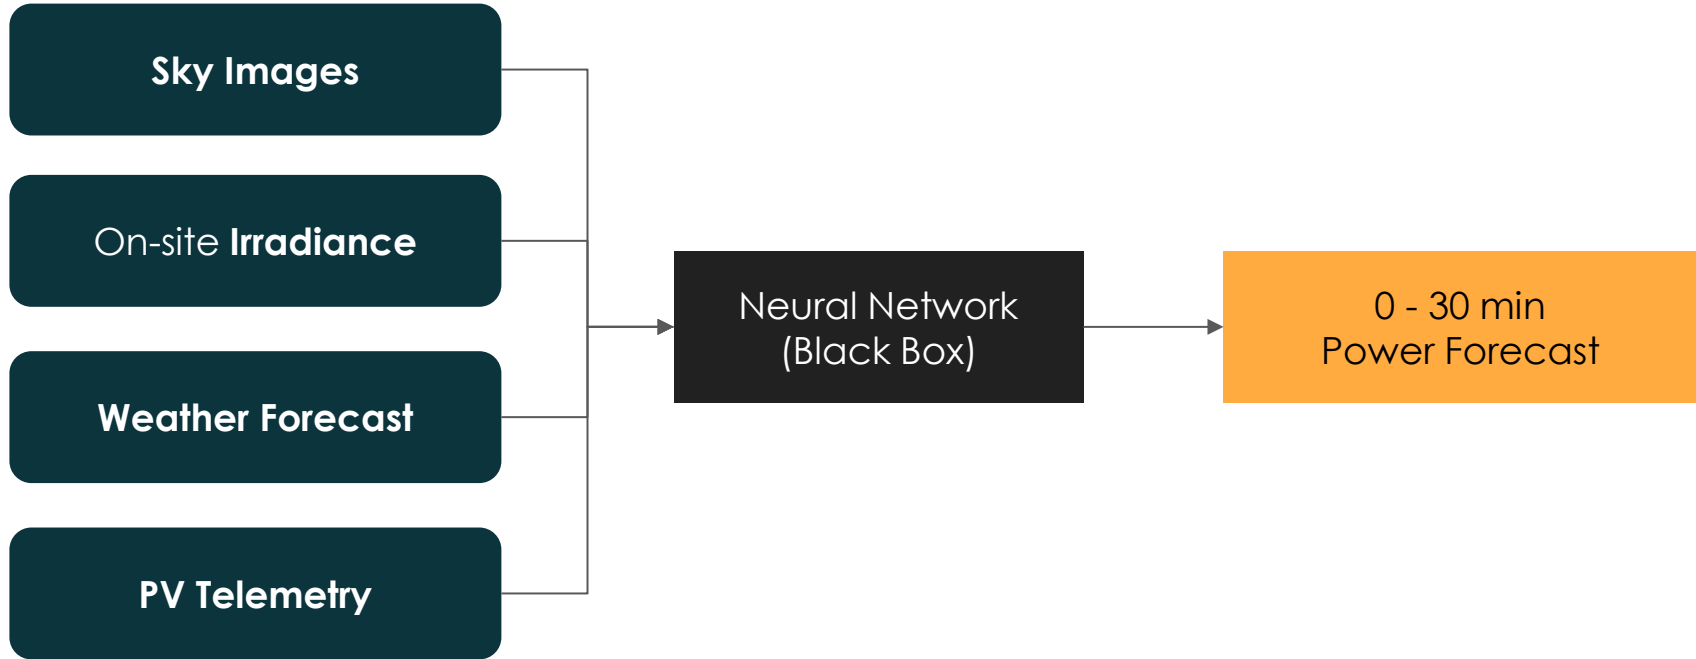 Sky Images
On-site Irradiance
Weather Forecast
PV Telemetry
Neural Network
(Black Box)
0 - 30 min
Power Forecast